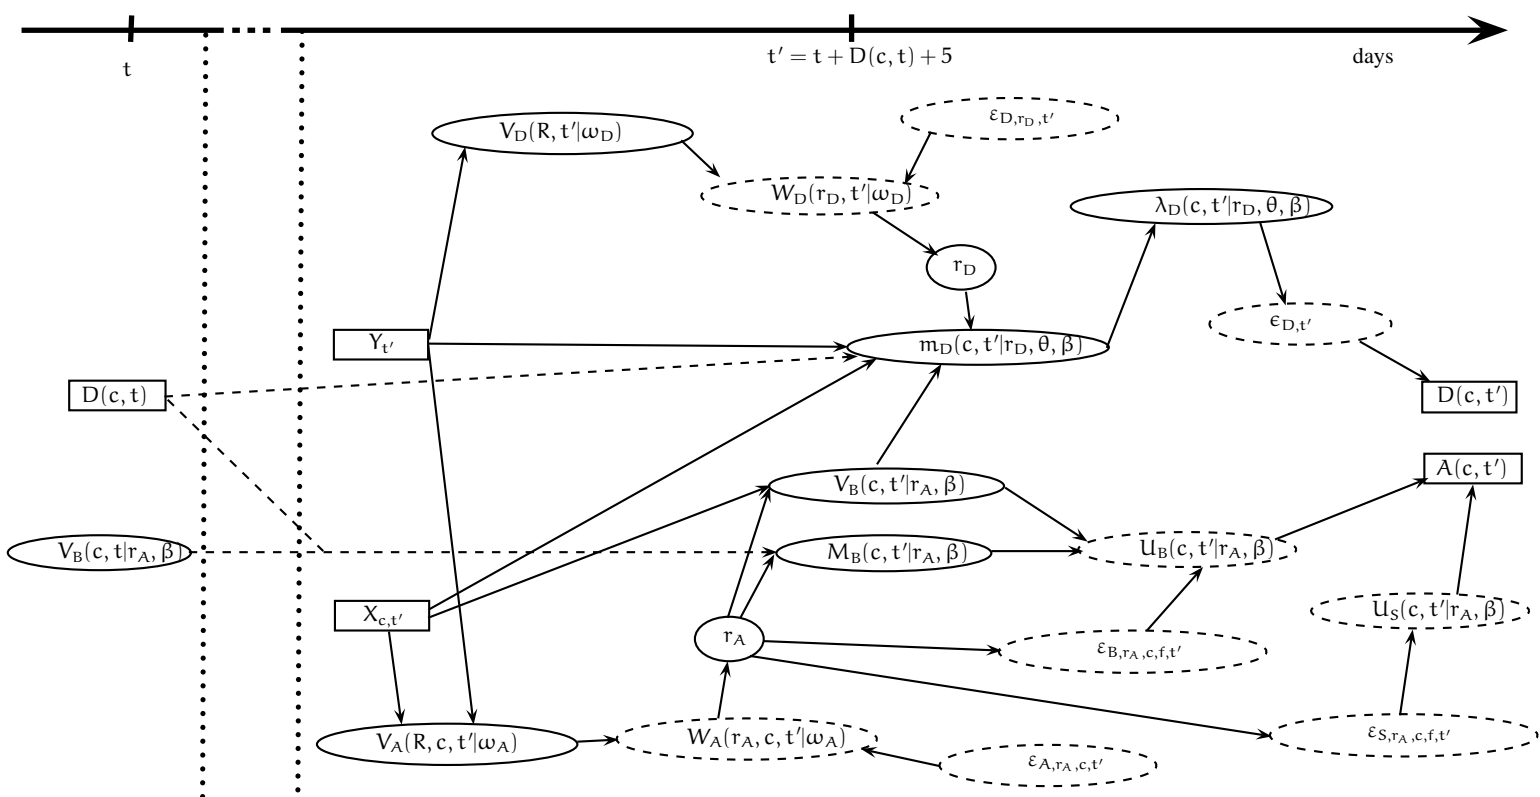 t
t′ = t + D(c, t) + 5
days
V_D(R, t′|ω_D)
ε_{D,r_D,t′}
W_D(r_D, t′|ω_D)
λ_D(c, t′|r_D, θ, β)
r_D
ϵ_{D,t′}
Y_{t′}
m_D(c, t′|r_D, θ, β)
D(c, t)
D(c, t′)
A(c, t′)
V_B(c, t′|r_A, β)
V_B(c, t|r_A, β)
M_B(c, t′|r_A, β)
U_B(c, t′|r_A, β)
X_{c,t′}
U_S(c, t′|r_A, β)
r_A
ε_{B,r_A,c,f,t′}
V_A(R, c, t′|ω_A)
W_A(r_A, c, t′|ω_A)
ε_{S,r_A,c,f,t′}
ε_{A,r_A,c,t′}